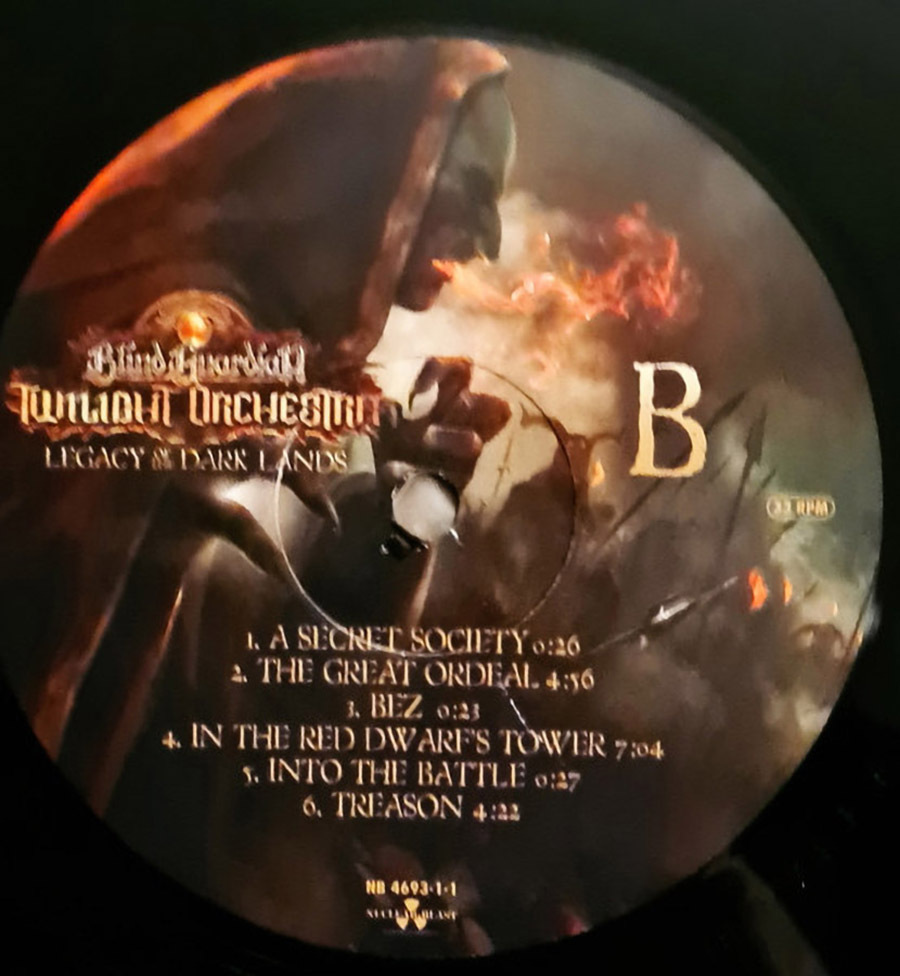 Blind Guardian
TWILIGHT ORCHESTRA
LEGACY OF THE DARK LANDS
B
33 RPM
1. A SECRET SOCIETY 0:26
2. THE GREAT ORDEAL 4:56
3. BEZ 0:23
4. IN THE RED DWARF'S TOWER 7:04
5. INTO THE BATTLE 0:27
6. TREASON 4:22
NB 4693-1-1
NUCLEAR BLAST